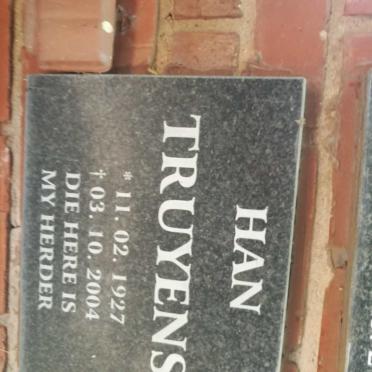 HAN
TRUYENS
* 11. 02. 1927
† 03. 10. 2004
DIE HERE IS
MY HERDER